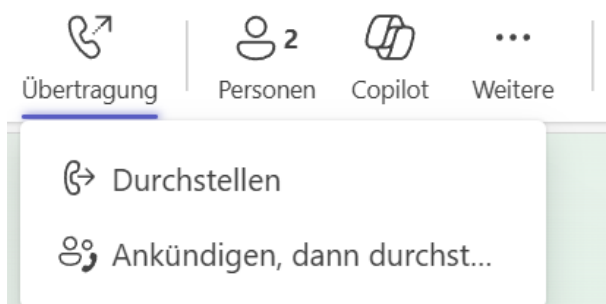 2
Übertragung Personen Copilot Weitere
Durchstellen
Ankündigen, dann durchst...